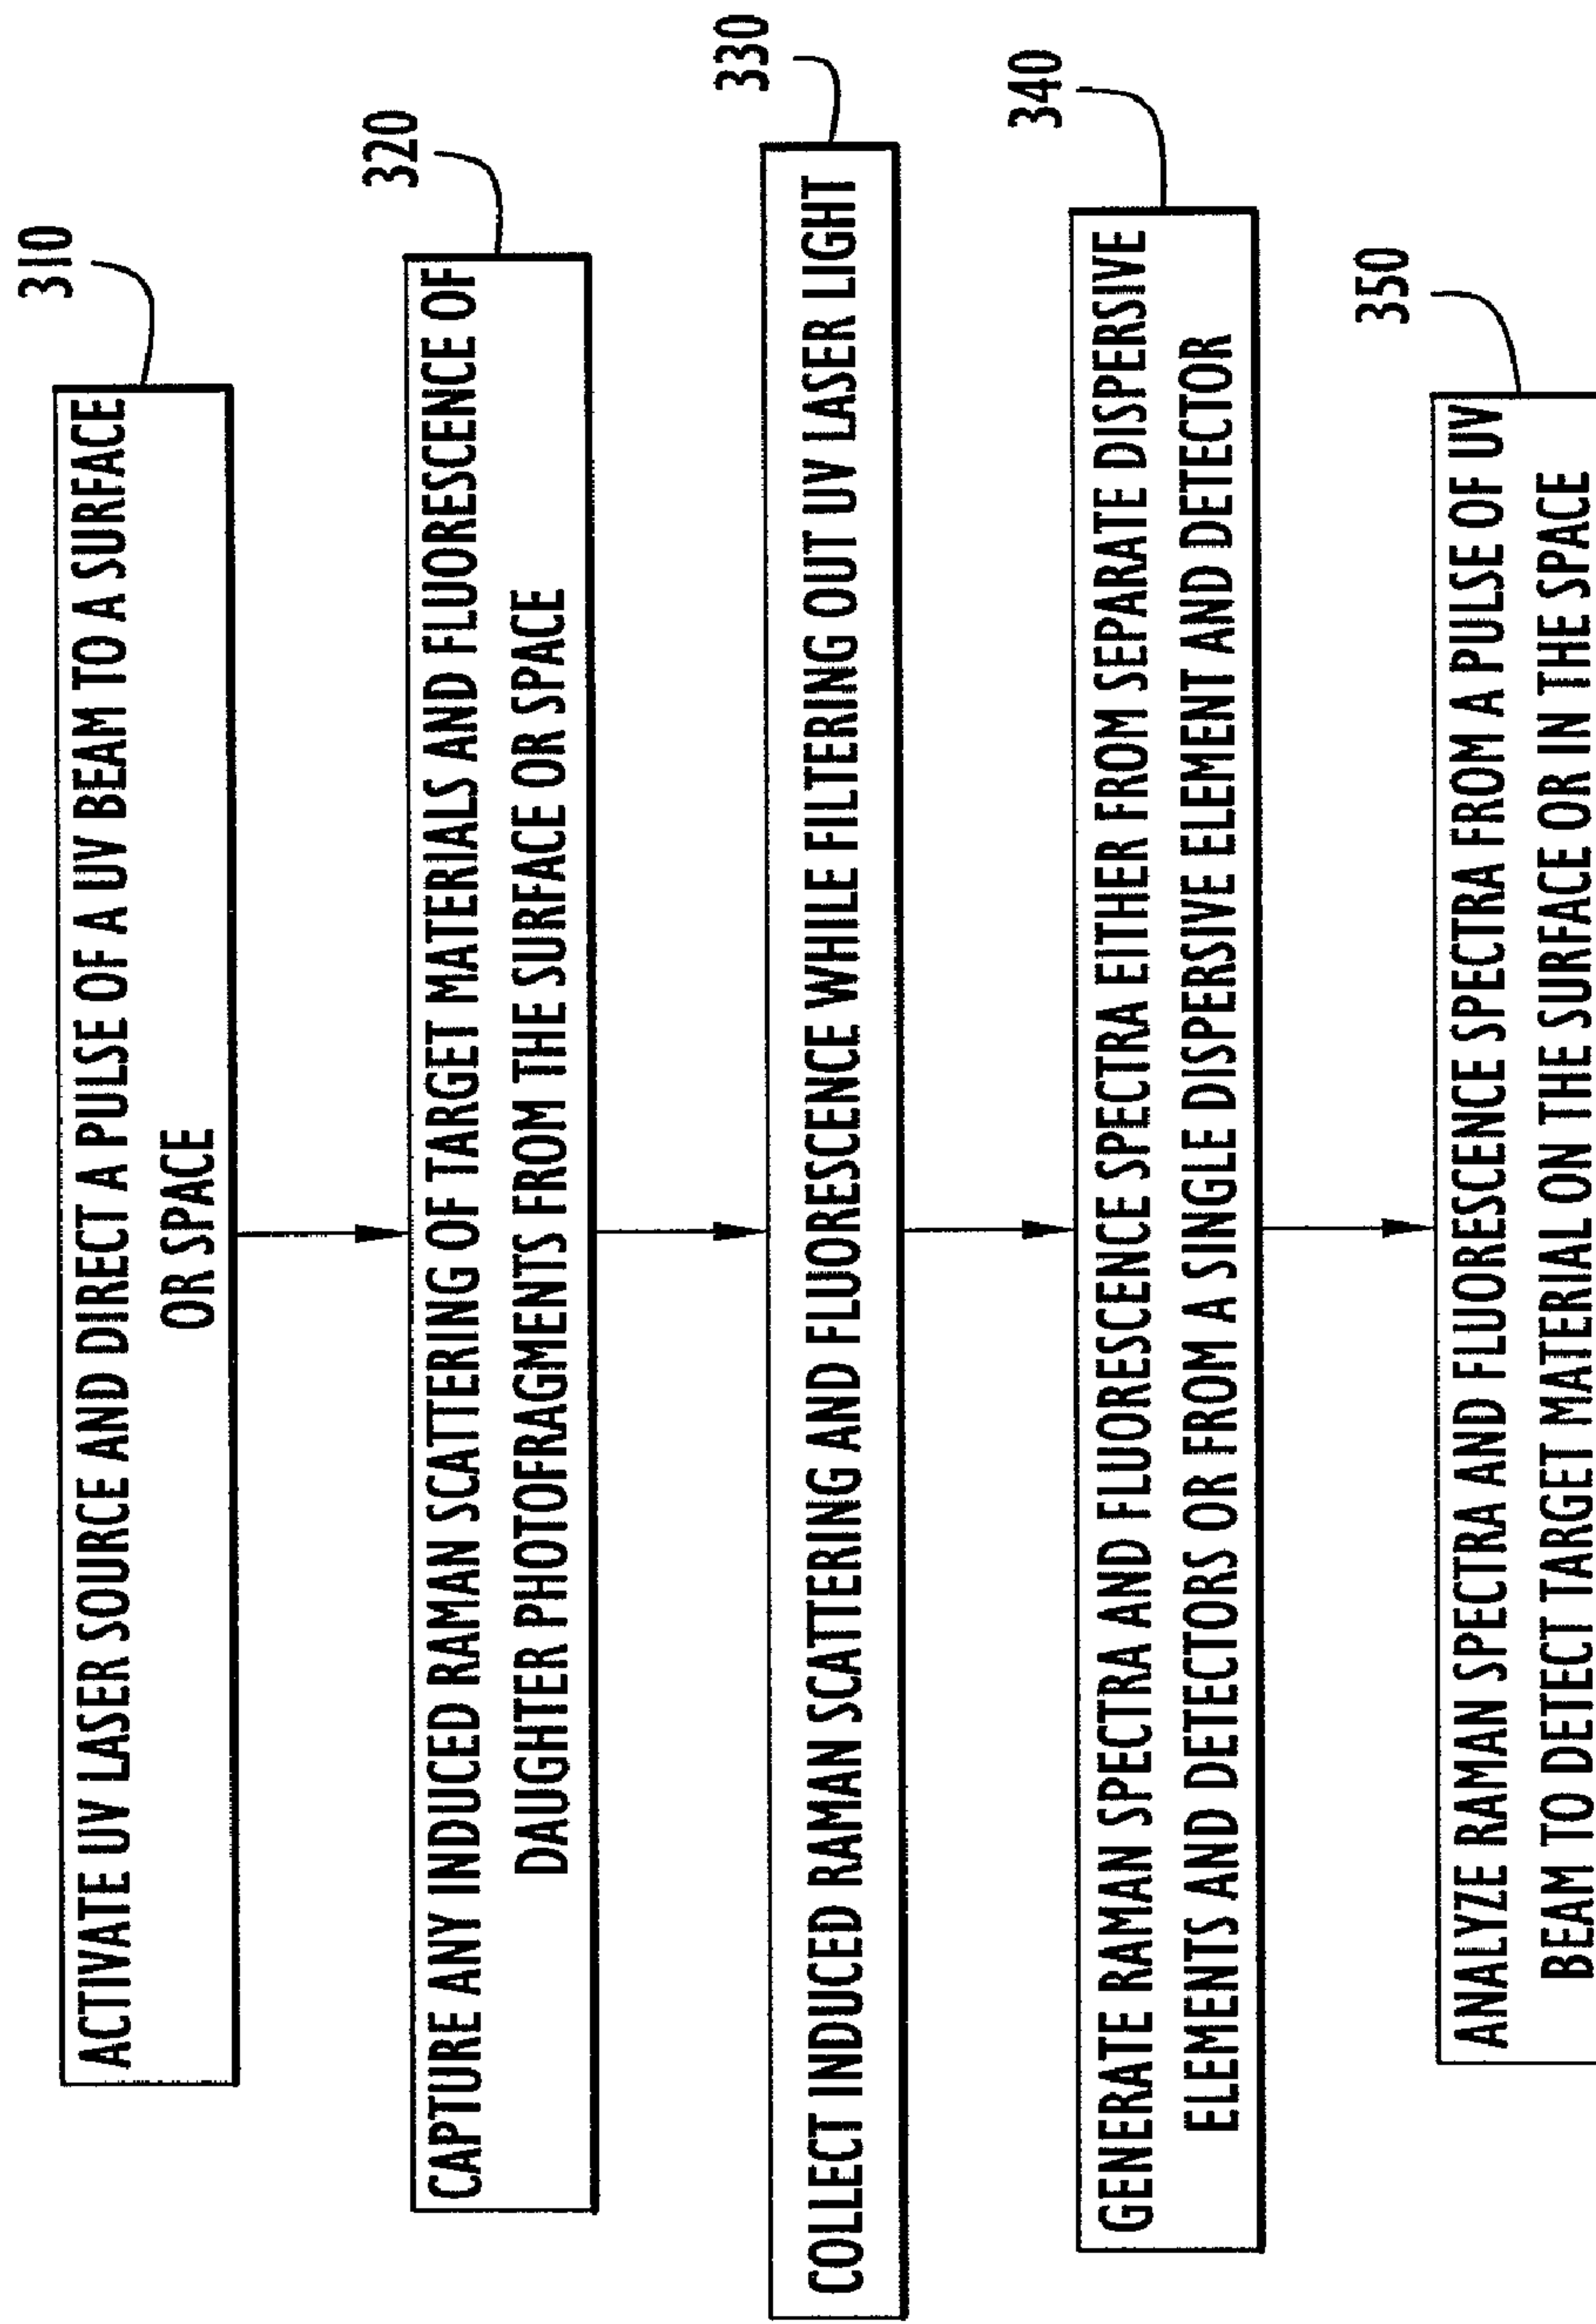 310
ACTIVATE UV LASER SOURCE AND DIRECT A PULSE OF A UV BEAM TO A SURFACE
OR SPACE
320
CAPTURE ANY INDUCED RAMAN SCATTERING OF TARGET MATERIALS AND FLUORESCENCE OF
DAUGHTER PHOTOFRAGMENTS FROM THE SURFACE OR SPACE
330
COLLECT INDUCED RAMAN SCATTERING AND FLUORESCENCE WHILE FILTERING OUT UV LASER LIGHT
340
GENERATE RAMAN SPECTRA AND FLUORESCENCE SPECTRA EITHER FROM SEPARATE DISPERSIVE
ELEMENTS AND DETECTORS OR FROM A SINGLE DISPERSIVE ELEMENT AND DETECTOR
350
ANALYZE RAMAN SPECTRA AND FLUORESCENCE SPECTRA FROM A PULSE OF UV
BEAM TO DETECT TARGET MATERIAL ON THE SURFACE OR IN THE SPACE